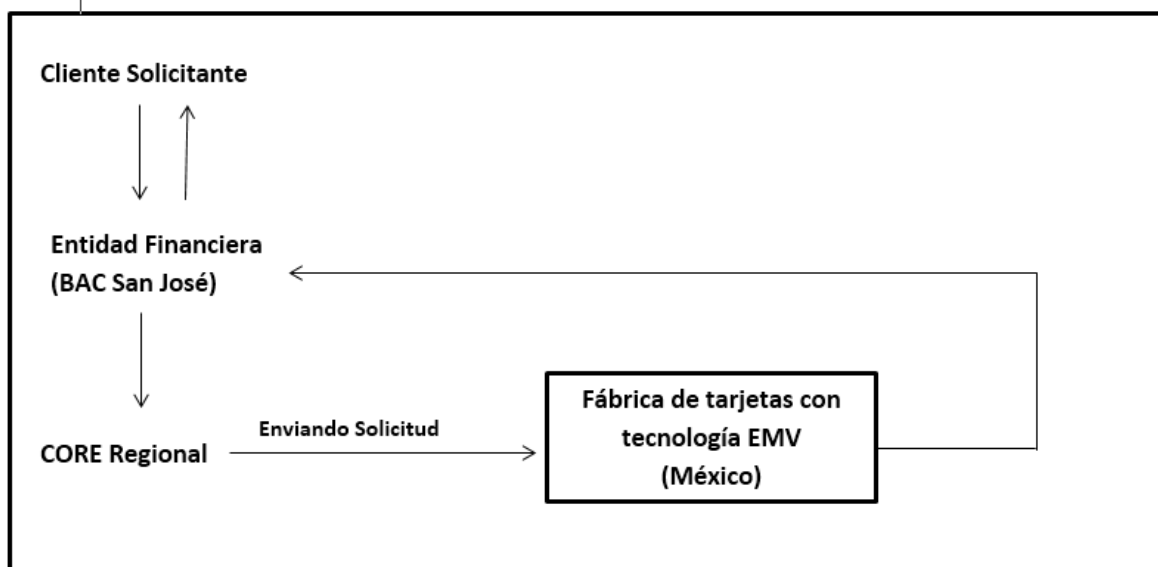 Cliente Solicitante
Entidad Financiera
(BAC San José)
CORE Regional
Enviando Solicitud
Fábrica de tarjetas con
tecnología EMV
(México)